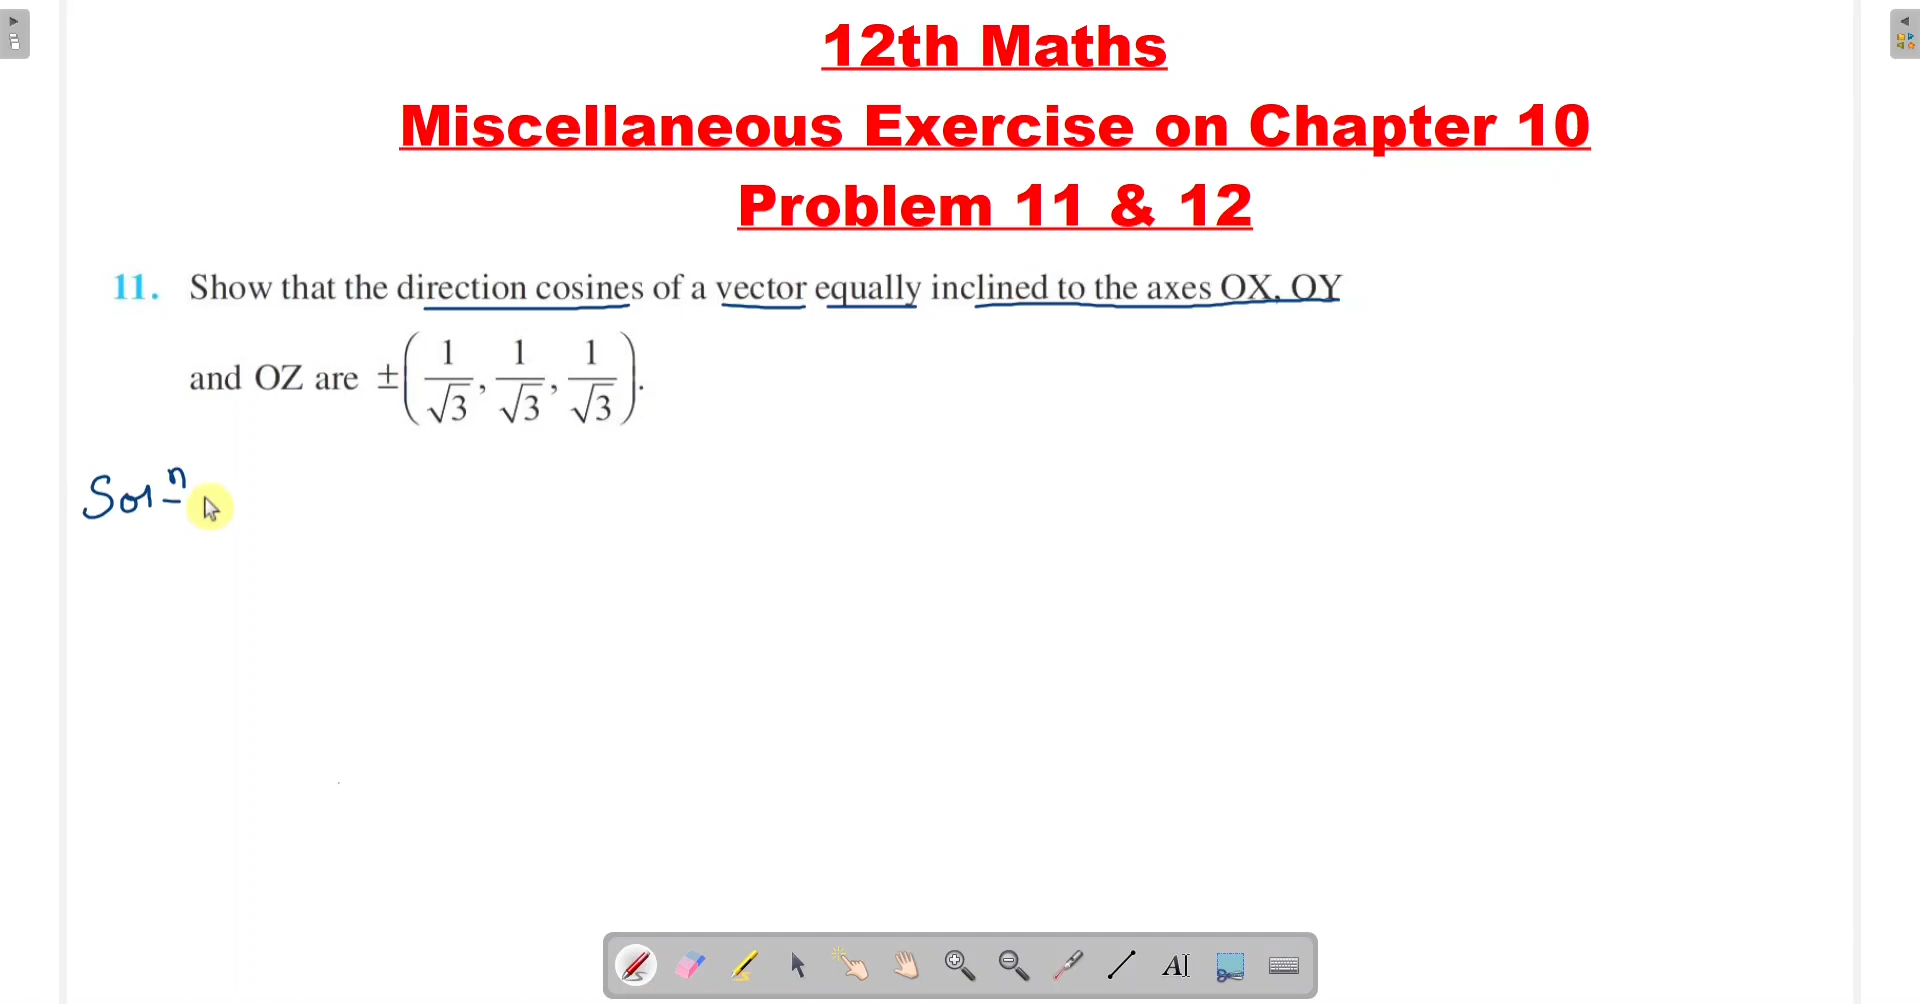 12th Maths
Miscellaneous Exercise on Chapter 10
Problem 11 & 12
11. Show that the direction cosines of a vector equally inclined to the axes OX, OY
and OZ are ±(1/√3, 1/√3, 1/√3).
Solⁿ